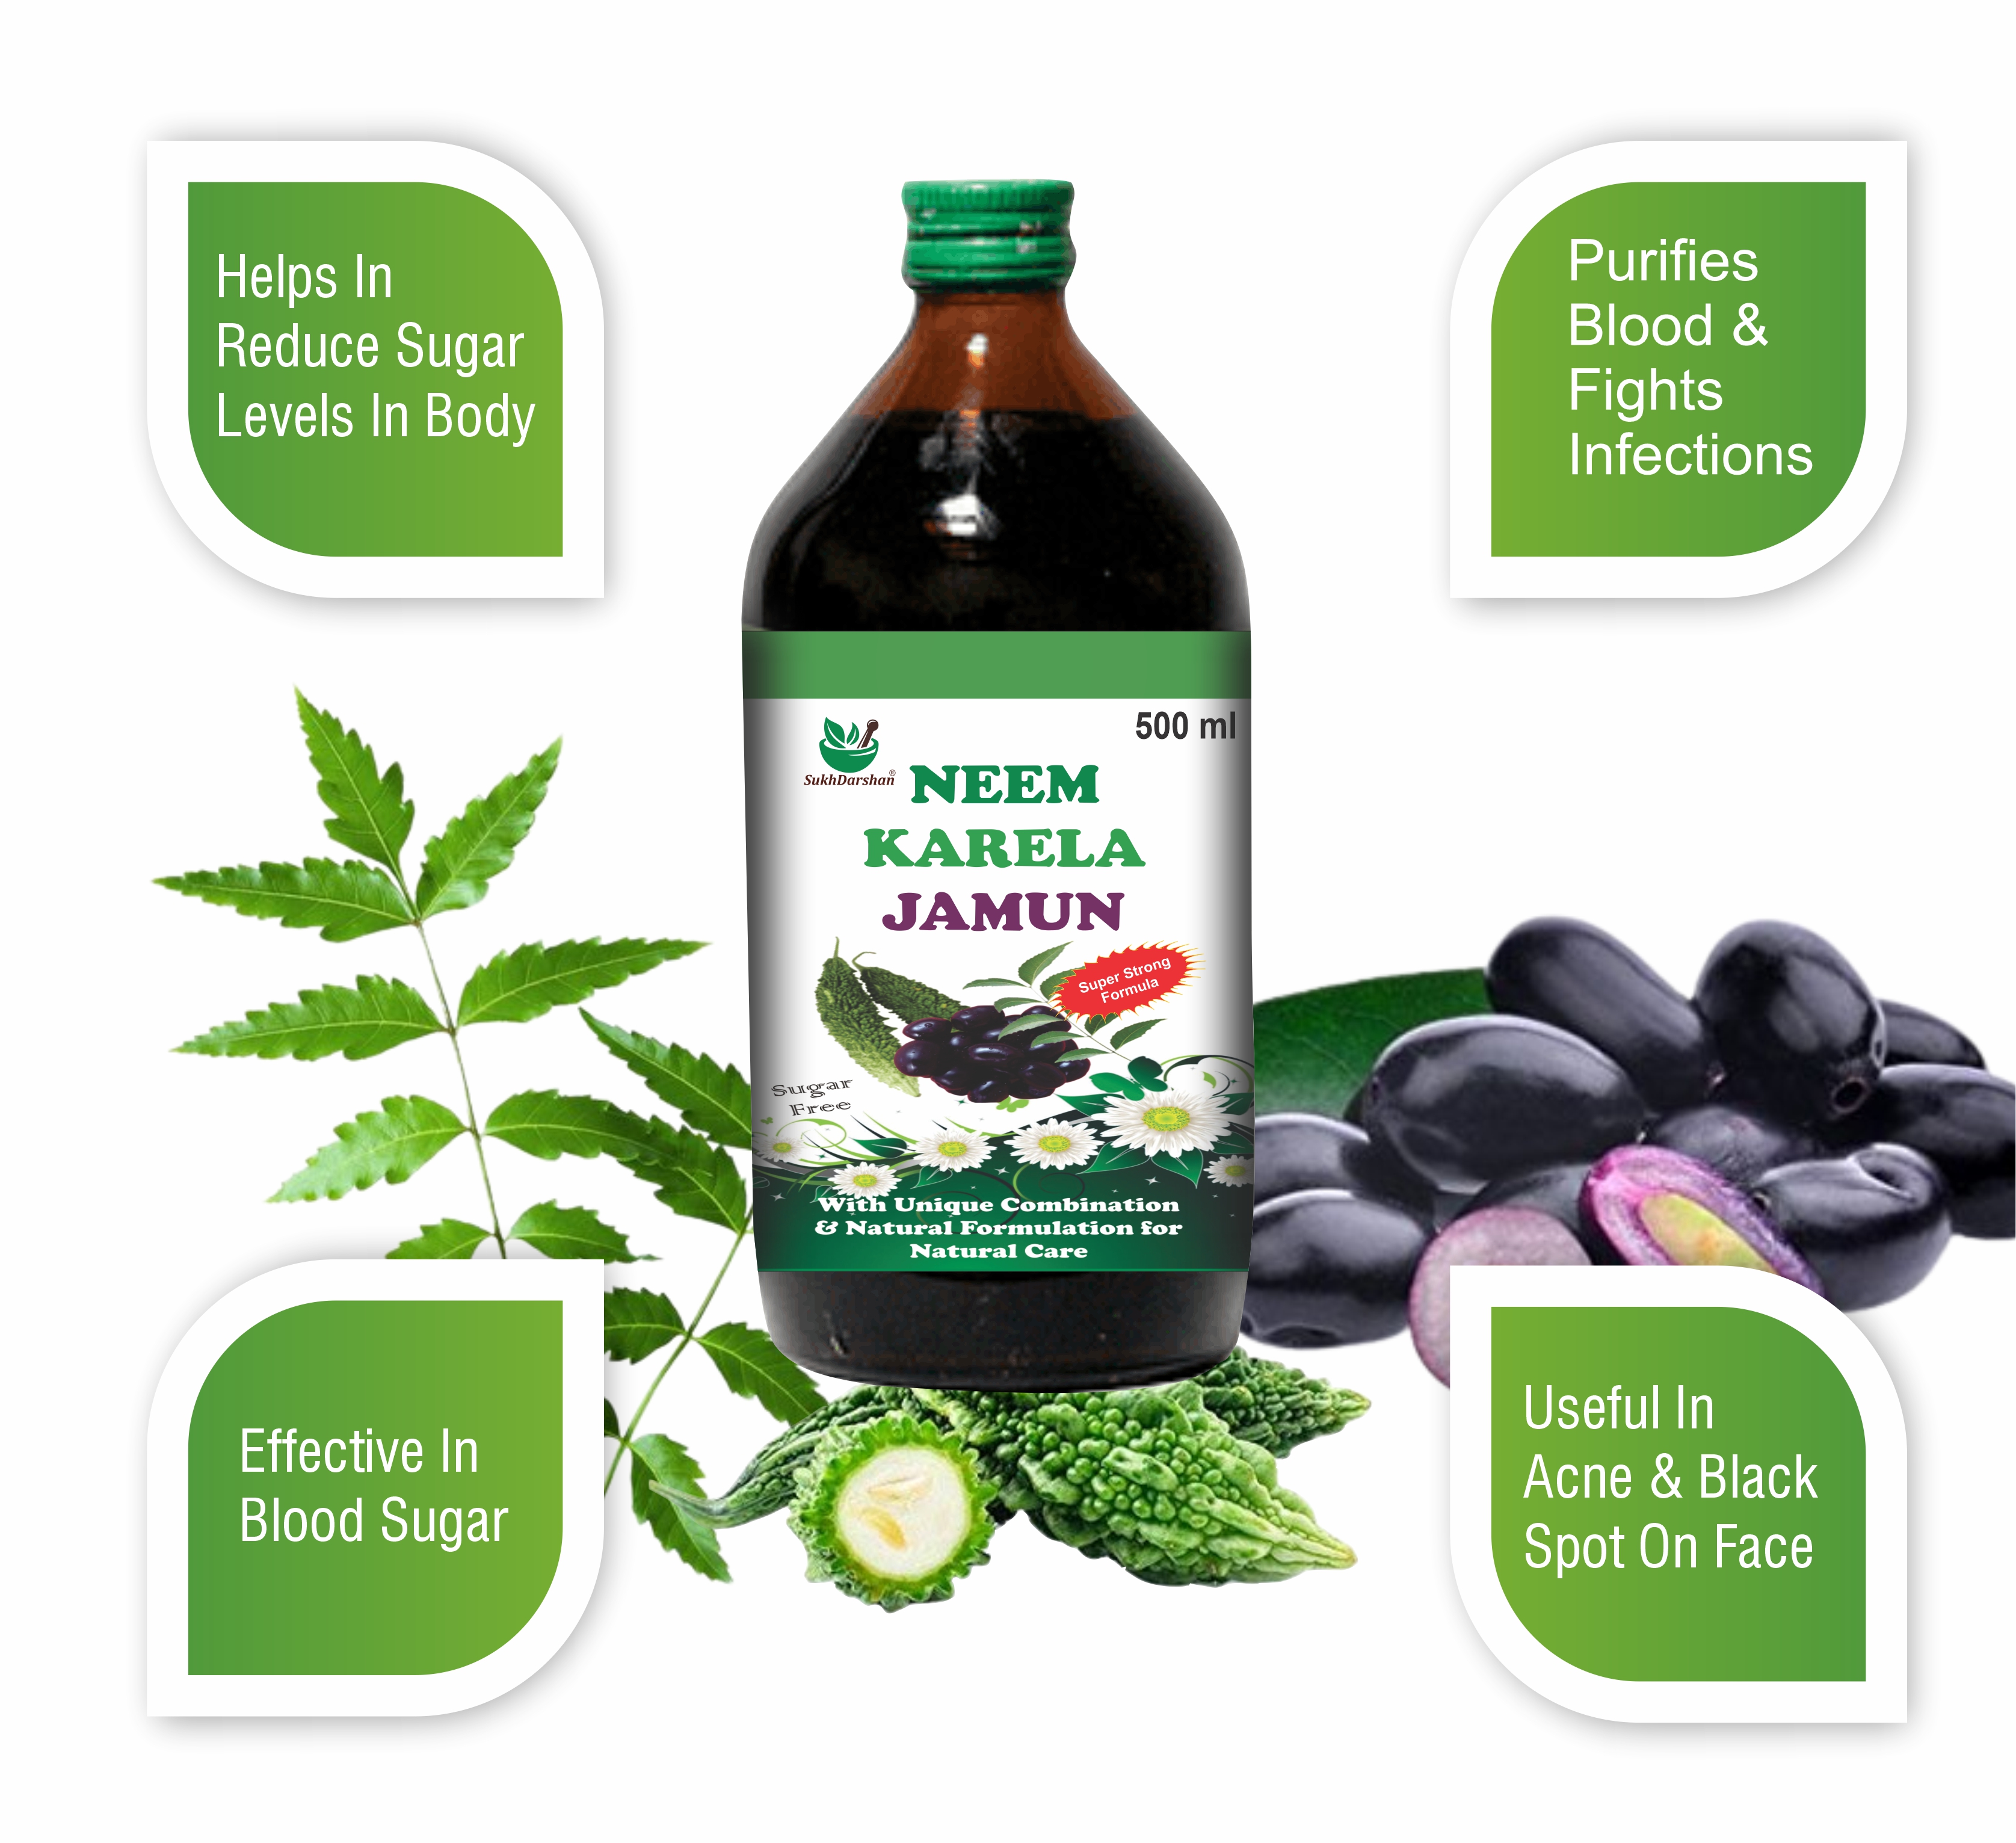 Helps In
Reduce Sugar
Levels In Body
Purifies
Blood &
Fights
Infections
500 ml
SukhDarshan®
NEEM
KARELA
JAMUN
Super Strong
Formula
Sugar
Free
With Unique Combination
& Natural Formulation for
Natural Care
Effective In
Blood Sugar
Useful In
Acne & Black
Spot On Face